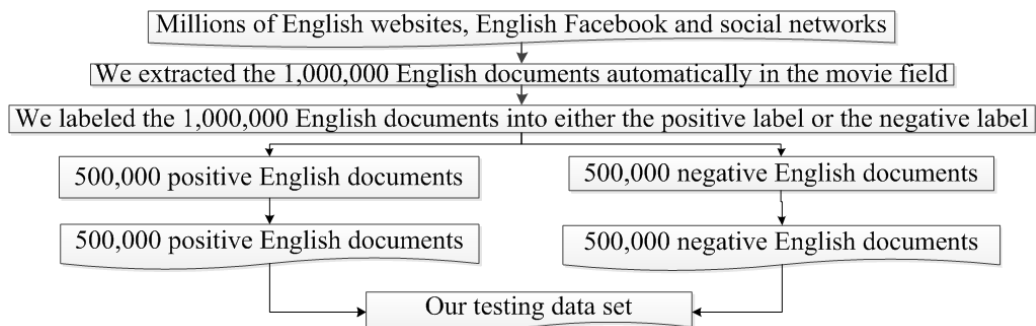 Millions of English websites, English Facebook and social networks
We extracted the 1,000,000 English documents automatically in the movie field
We labeled the 1,000,000 English documents into either the positive label or the negative label
500,000 positive English documents
500,000 negative English documents
500,000 positive English documents
500,000 negative English documents
Our testing data set